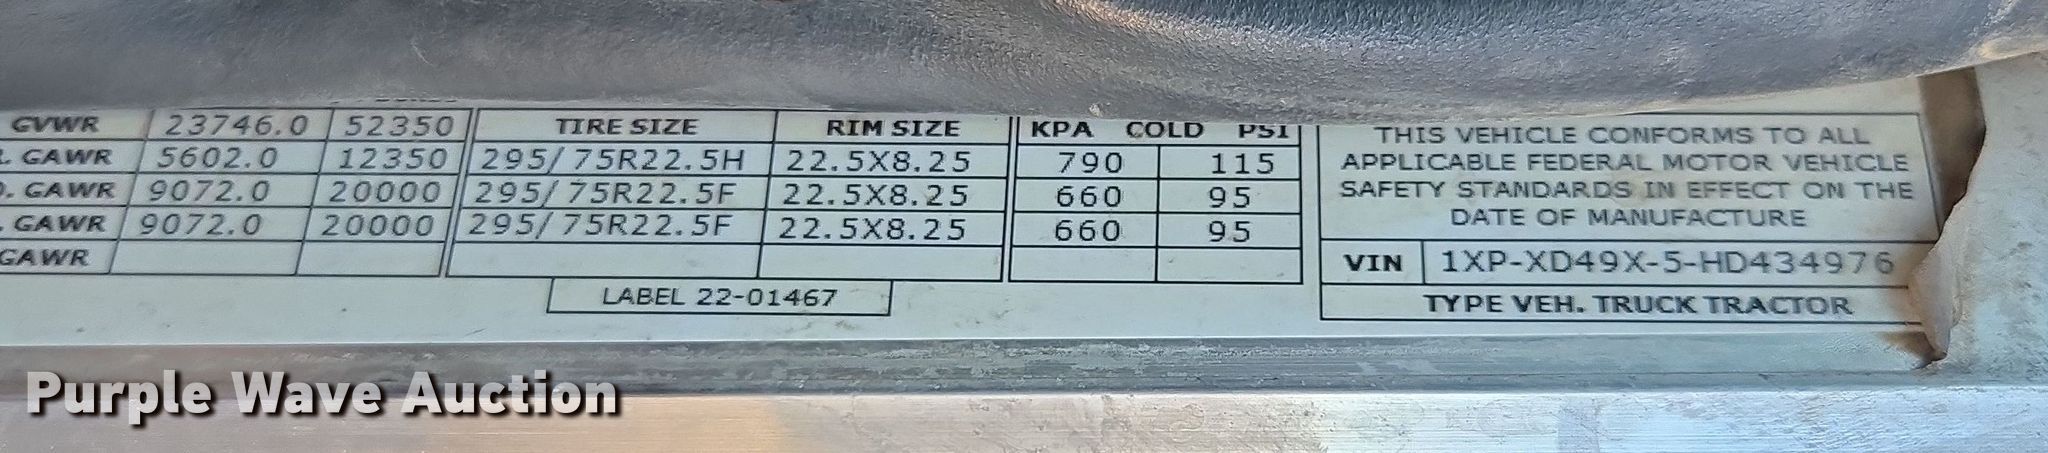 GVWR 23746.0 52350 TIRE SIZE RIM SIZE KPA COLD PSI
. GAWR 5602.0 12350 295/75R22.5H 22.5X8.25 790 115
. GAWR 9072.0 20000 295/75R22.5F 22.5X8.25 660 95
. GAWR 9072.0 20000 295/75R22.5F 22.5X8.25 660 95
GAWR
LABEL 22-01467
THIS VEHICLE CONFORMS TO ALL
APPLICABLE FEDERAL MOTOR VEHICLE
SAFETY STANDARDS IN EFFECT ON THE
DATE OF MANUFACTURE
VIN 1XP-XD49X-5-HD434976
TYPE VEH. TRUCK TRACTOR
Purple Wave Auction